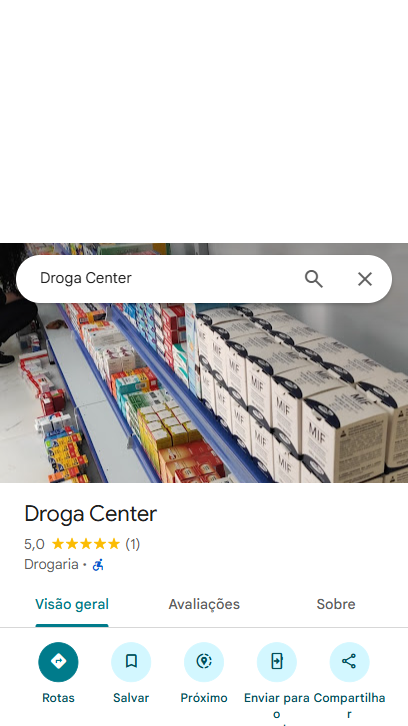 Droga Center
MIF
MIF
MIF
MIF
Droga Center
5,0 (1)
Drogaria ·
Visão geral Avaliações Sobre
Rotas Salvar Próximo Enviar para o Compartilhar